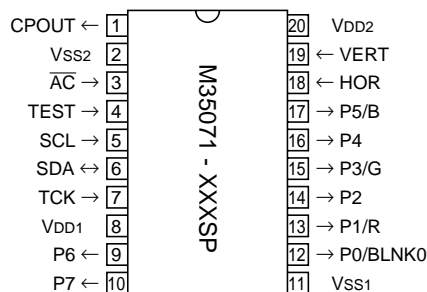 CPOUT ← 1 20 VDD2
VSS2 2 19 ← VERT
A̅C̅ → 3 18 ← HOR
TEST → 4 17 → P5/B
SCL → 5 16 → P4
SDA ↔ 6 15 → P3/G
TCK → 7 14 → P2
VDD1 8 13 → P1/R
P6 ← 9 12 → P0/BLNK0
P7 ← 10 11 VSS1
M35071 - XXXSP